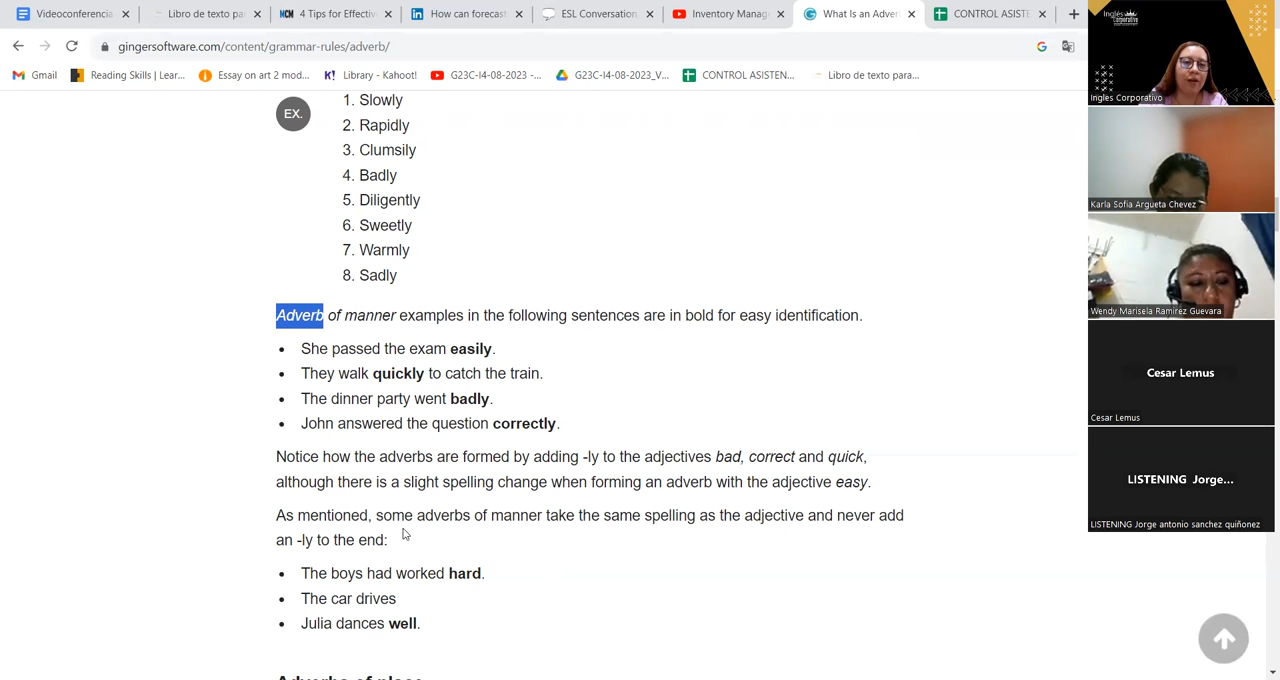 Videoconferencia
Libro de texto pa
4 Tips for Effectiv
How can forecast
ESL Conversation
Inventory Manag
What Is an Adver
CONTROL ASISTE
gingersoftware.com/content/grammar-rules/adverb/
Gmail
Reading Skills | Lear...
Essay on art 2 mod...
Library - Kahoot!
G23C-I4-08-2023 -...
G23C-I4-08-2023_V...
CONTROL ASISTEN...
Libro de texto para...
EX.
1. Slowly
2. Rapidly
3. Clumsily
4. Badly
5. Diligently
6. Sweetly
7. Warmly
8. Sadly
Adverb of manner examples in the following sentences are in bold for easy identification.
• She passed the exam easily.
• They walk quickly to catch the train.
• The dinner party went badly.
• John answered the question correctly.
Notice how the adverbs are formed by adding -ly to the adjectives bad, correct and quick,
although there is a slight spelling change when forming an adverb with the adjective easy.
As mentioned, some adverbs of manner take the same spelling as the adjective and never add
an -ly to the end:
• The boys had worked hard.
• The car drives
• Julia dances well.
Inglés
Corporativo
Ingles Corporativo
Karla Sofia Argueta Chevez
Wendy Marisela Ramirez Guevara
Cesar Lemus
Cesar Lemus
LISTENING Jorge...
LISTENING Jorge antonio sanchez quiñonez